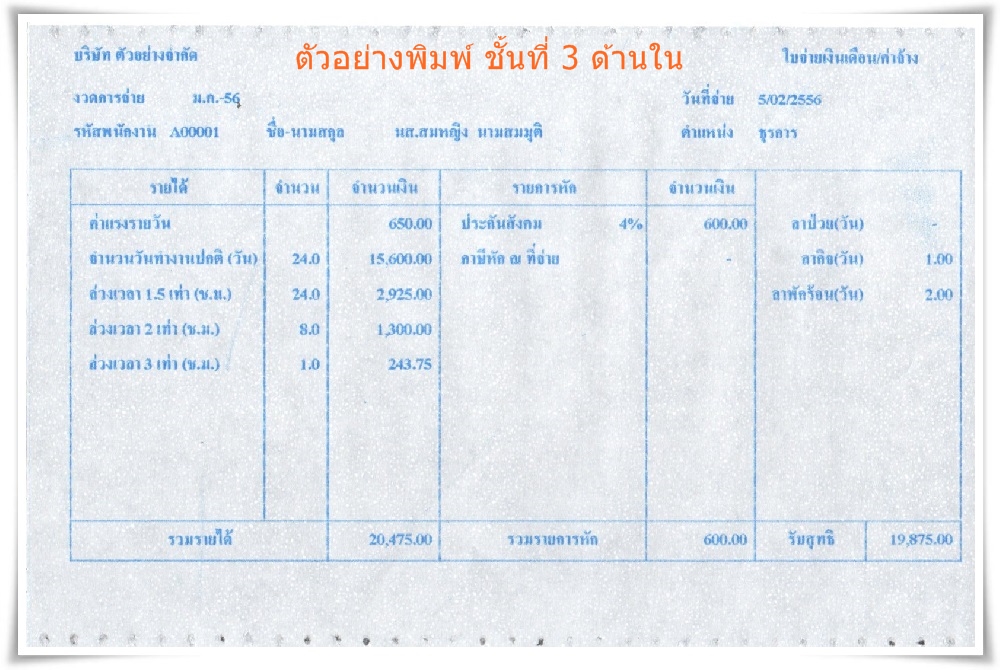 ตัวอย่างพิมพ์ ชั้นที่ 3 ด้านใน
บริษัท ตัวอย่างจำกัด ใบจ่ายเงินเดือน/ค่าจ้าง
งวดการจ่าย ม.ค.-56 วันที่จ่าย 5/02/2556
รหัสพนักงาน A00001 ชื่อ-นามสกุล นส.สมหญิง นามสมมุติ ตำแหน่ง ธุรการ
รายได้ จำนวน จำนวนเงิน รายการหัก จำนวนเงิน
ค่าแรงรายวัน 650.00 ประกันสังคม 4% 600.00 ลาป่วย(วัน) -
จำนวนวันทำงานปกติ (วัน) 24.0 15,600.00 ภาษีหัก ณ ที่จ่าย - ลากิจ(วัน) 1.00
ล่วงเวลา 1.5 เท่า (ช.ม.) 24.0 2,925.00 ลาพักร้อน(วัน) 2.00
ล่วงเวลา 2 เท่า (ช.ม.) 8.0 1,300.00
ล่วงเวลา 3 เท่า (ช.ม.) 1.0 243.75
รวมรายได้ 20,475.00 รวมรายการหัก 600.00 รับสุทธิ 19,875.00